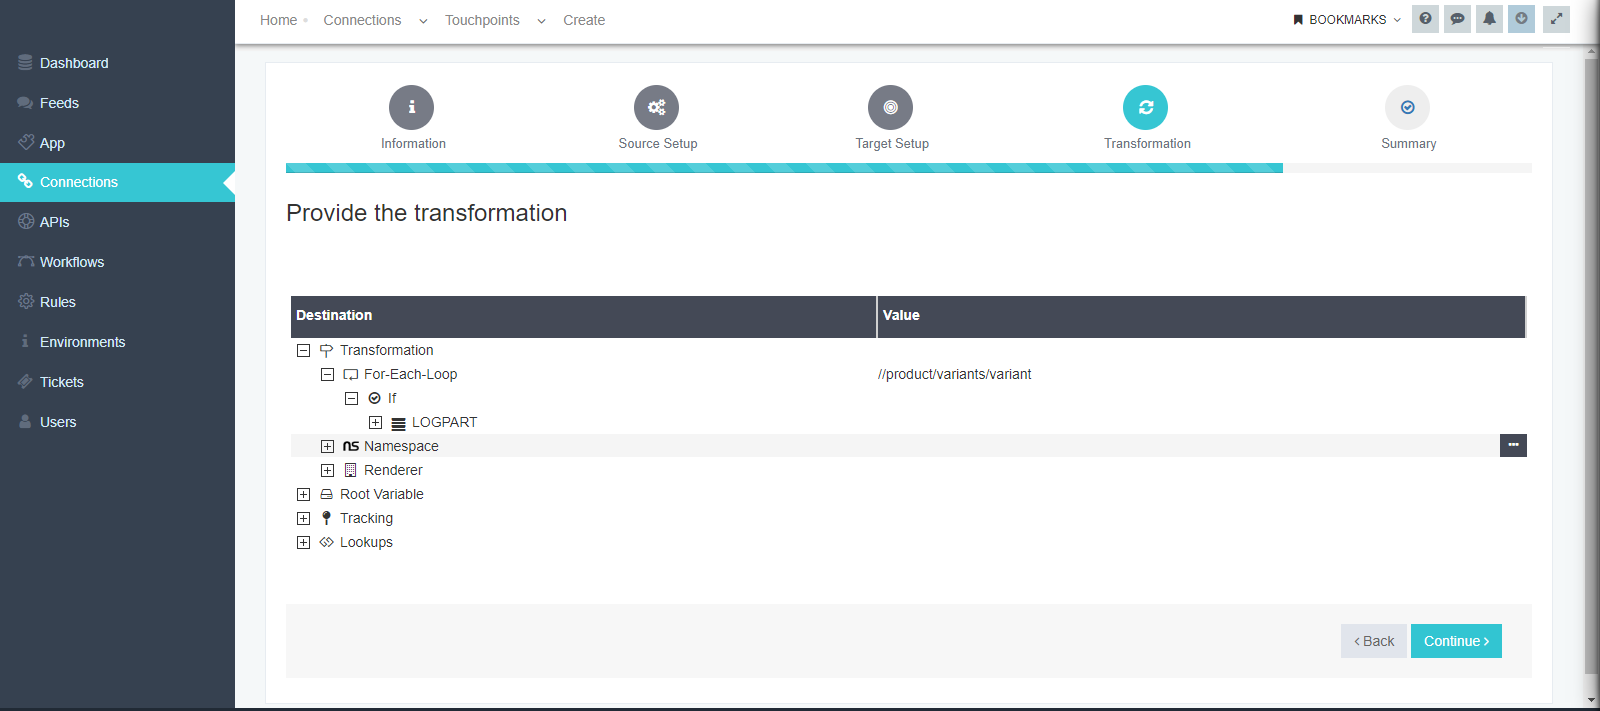 Home Connections Touchpoints Create
BOOKMARKS
Dashboard
Feeds
App
Connections
APIs
Workflows
Rules
Environments
Tickets
Users
Information
Source Setup
Target Setup
Transformation
Summary
Provide the transformation
Destination Value
Transformation
For-Each-Loop //product/variants/variant
If
LOGPART
ns Namespace
Renderer
Root Variable
Tracking
Lookups
‹ Back Continue ›